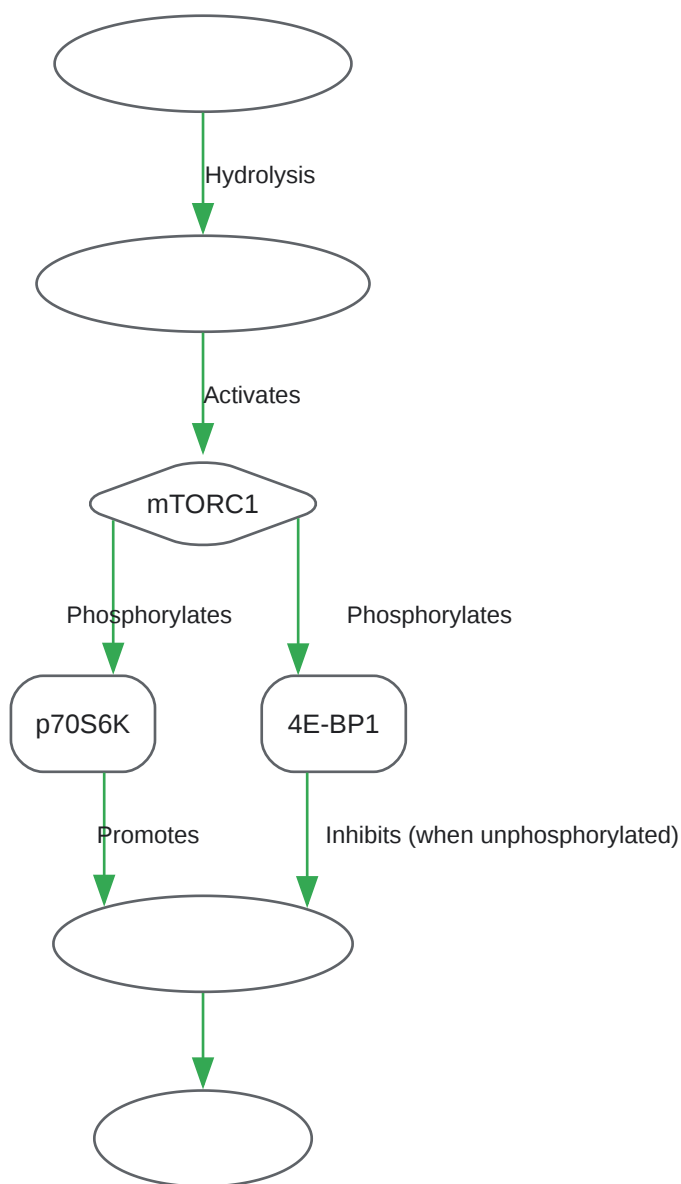 Hydrolysis
Activates
mTORC1
Phosphorylates
Phosphorylates
p70S6K
4E-BP1
Promotes
Inhibits (when unphosphorylated)